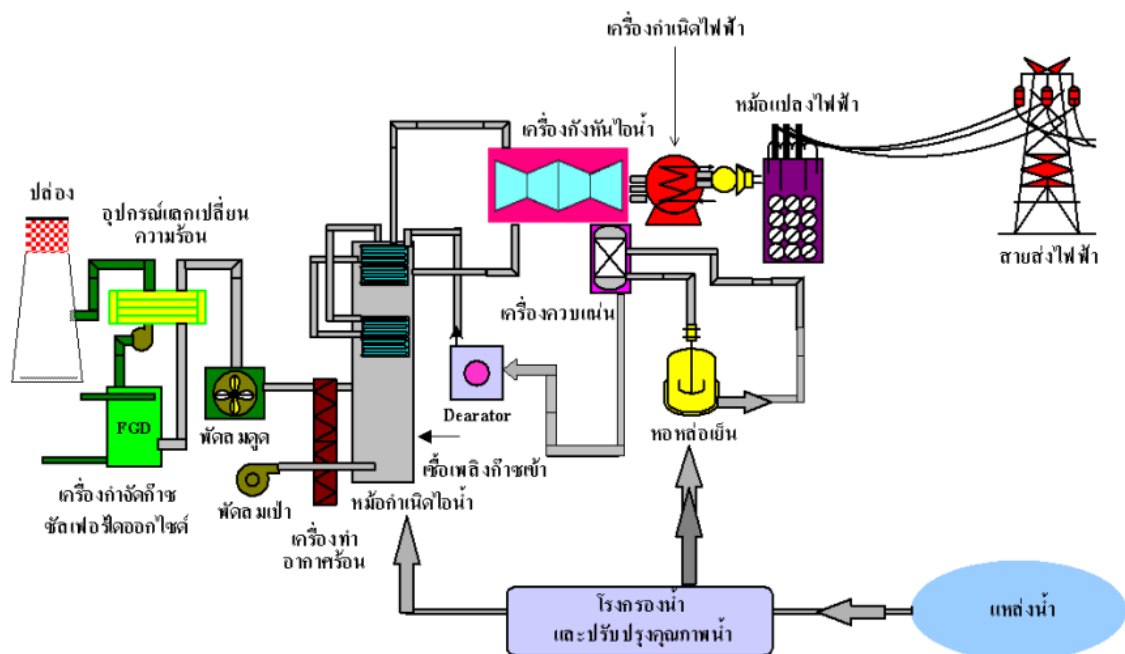 เครื่องกำเนิดไฟฟ้า
หม้อแปลงไฟฟ้า
เครื่องกังหันไอน้ำ
ปล่อง
อุปกรณ์แลกเปลี่ยน
ความร้อน
สายส่งไฟฟ้า
เครื่องควบแน่น
Dearator
FGD
พัดลมดูด
หอหล่อเย็น
เชื้อเพลิงก๊าซเข้า
เครื่องกำจัดก๊าซ
ซัลเฟอร์ไดออกไซด์
พัดลมเป่า
หม้อกำเนิดไอน้ำ
เครื่องทำ
อากาศร้อน
โรงกรองน้ำ
และปรับปรุงคุณภาพน้ำ
แหล่งน้ำ